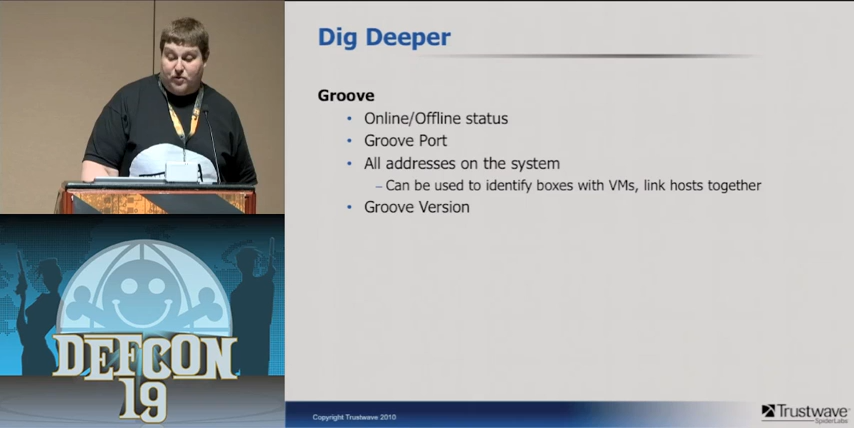 Dig Deeper
Groove
• Online/Offline status
• Groove Port
• All addresses on the system
– Can be used to identify boxes with VMs, link hosts together
• Groove Version
DEFCON
19
Copyright Trustwave 2010
Trustwave®
SpiderLabs